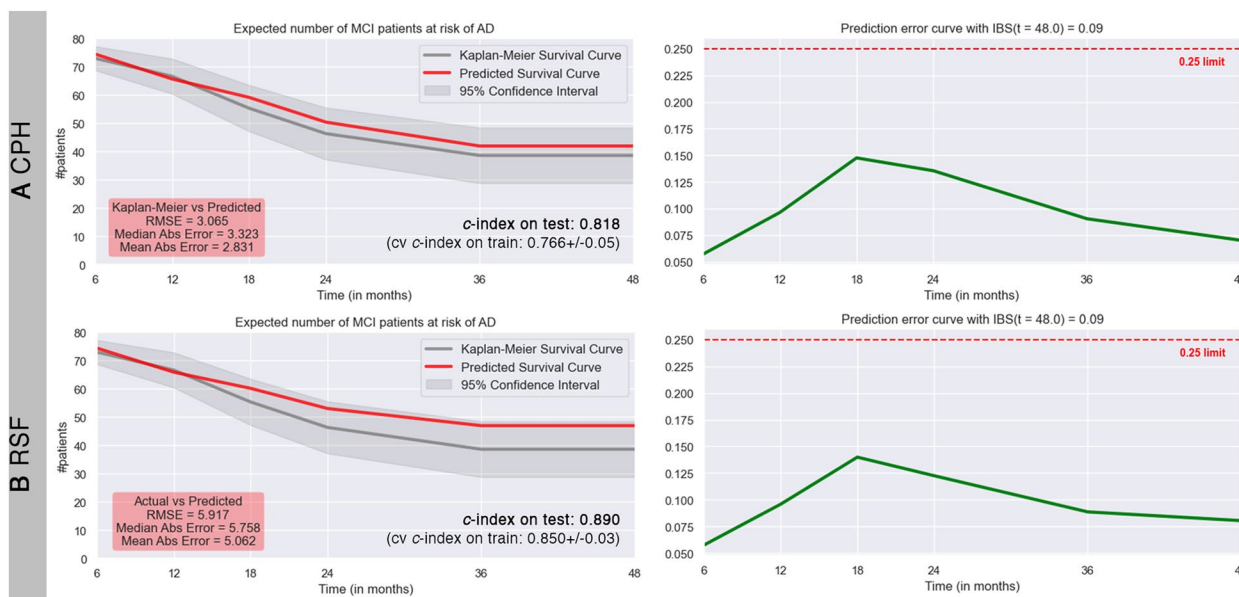 A CPH
Expected number of MCI patients at risk of AD
80
70
60
50
40
30
20
10
0
#patients
Kaplan-Meier Survival Curve
Predicted Survival Curve
95% Confidence Interval
Kaplan-Meier vs Predicted
RMSE = 3.065
Median Abs Error = 3.323
Mean Abs Error = 2.831
c-index on test: 0.818
(cv c-index on train: 0.766+/-0.05)
6 12 18 24 36 48
Time (in months)
Prediction error curve with IBS(t = 48.0) = 0.09
0.250
0.225
0.200
0.175
0.150
0.125
0.100
0.075
0.050
0.25 limit
6 12 18 24 36 4
Time (in months)
B RSF
Expected number of MCI patients at risk of AD
80
70
60
50
40
30
20
10
0
#patients
Kaplan-Meier Survival Curve
Predicted Survival Curve
95% Confidence Interval
Actual vs Predicted
RMSE = 5.917
Median Abs Error = 5.758
Mean Abs Error = 5.062
c-index on test: 0.890
(cv c-index on train: 0.850+/-0.03)
6 12 18 24 36 48
Time (in months)
Prediction error curve with IBS(t = 48.0) = 0.09
0.250
0.225
0.200
0.175
0.150
0.125
0.100
0.075
0.050
0.25 limit
6 12 18 24 36 4
Time (in months)